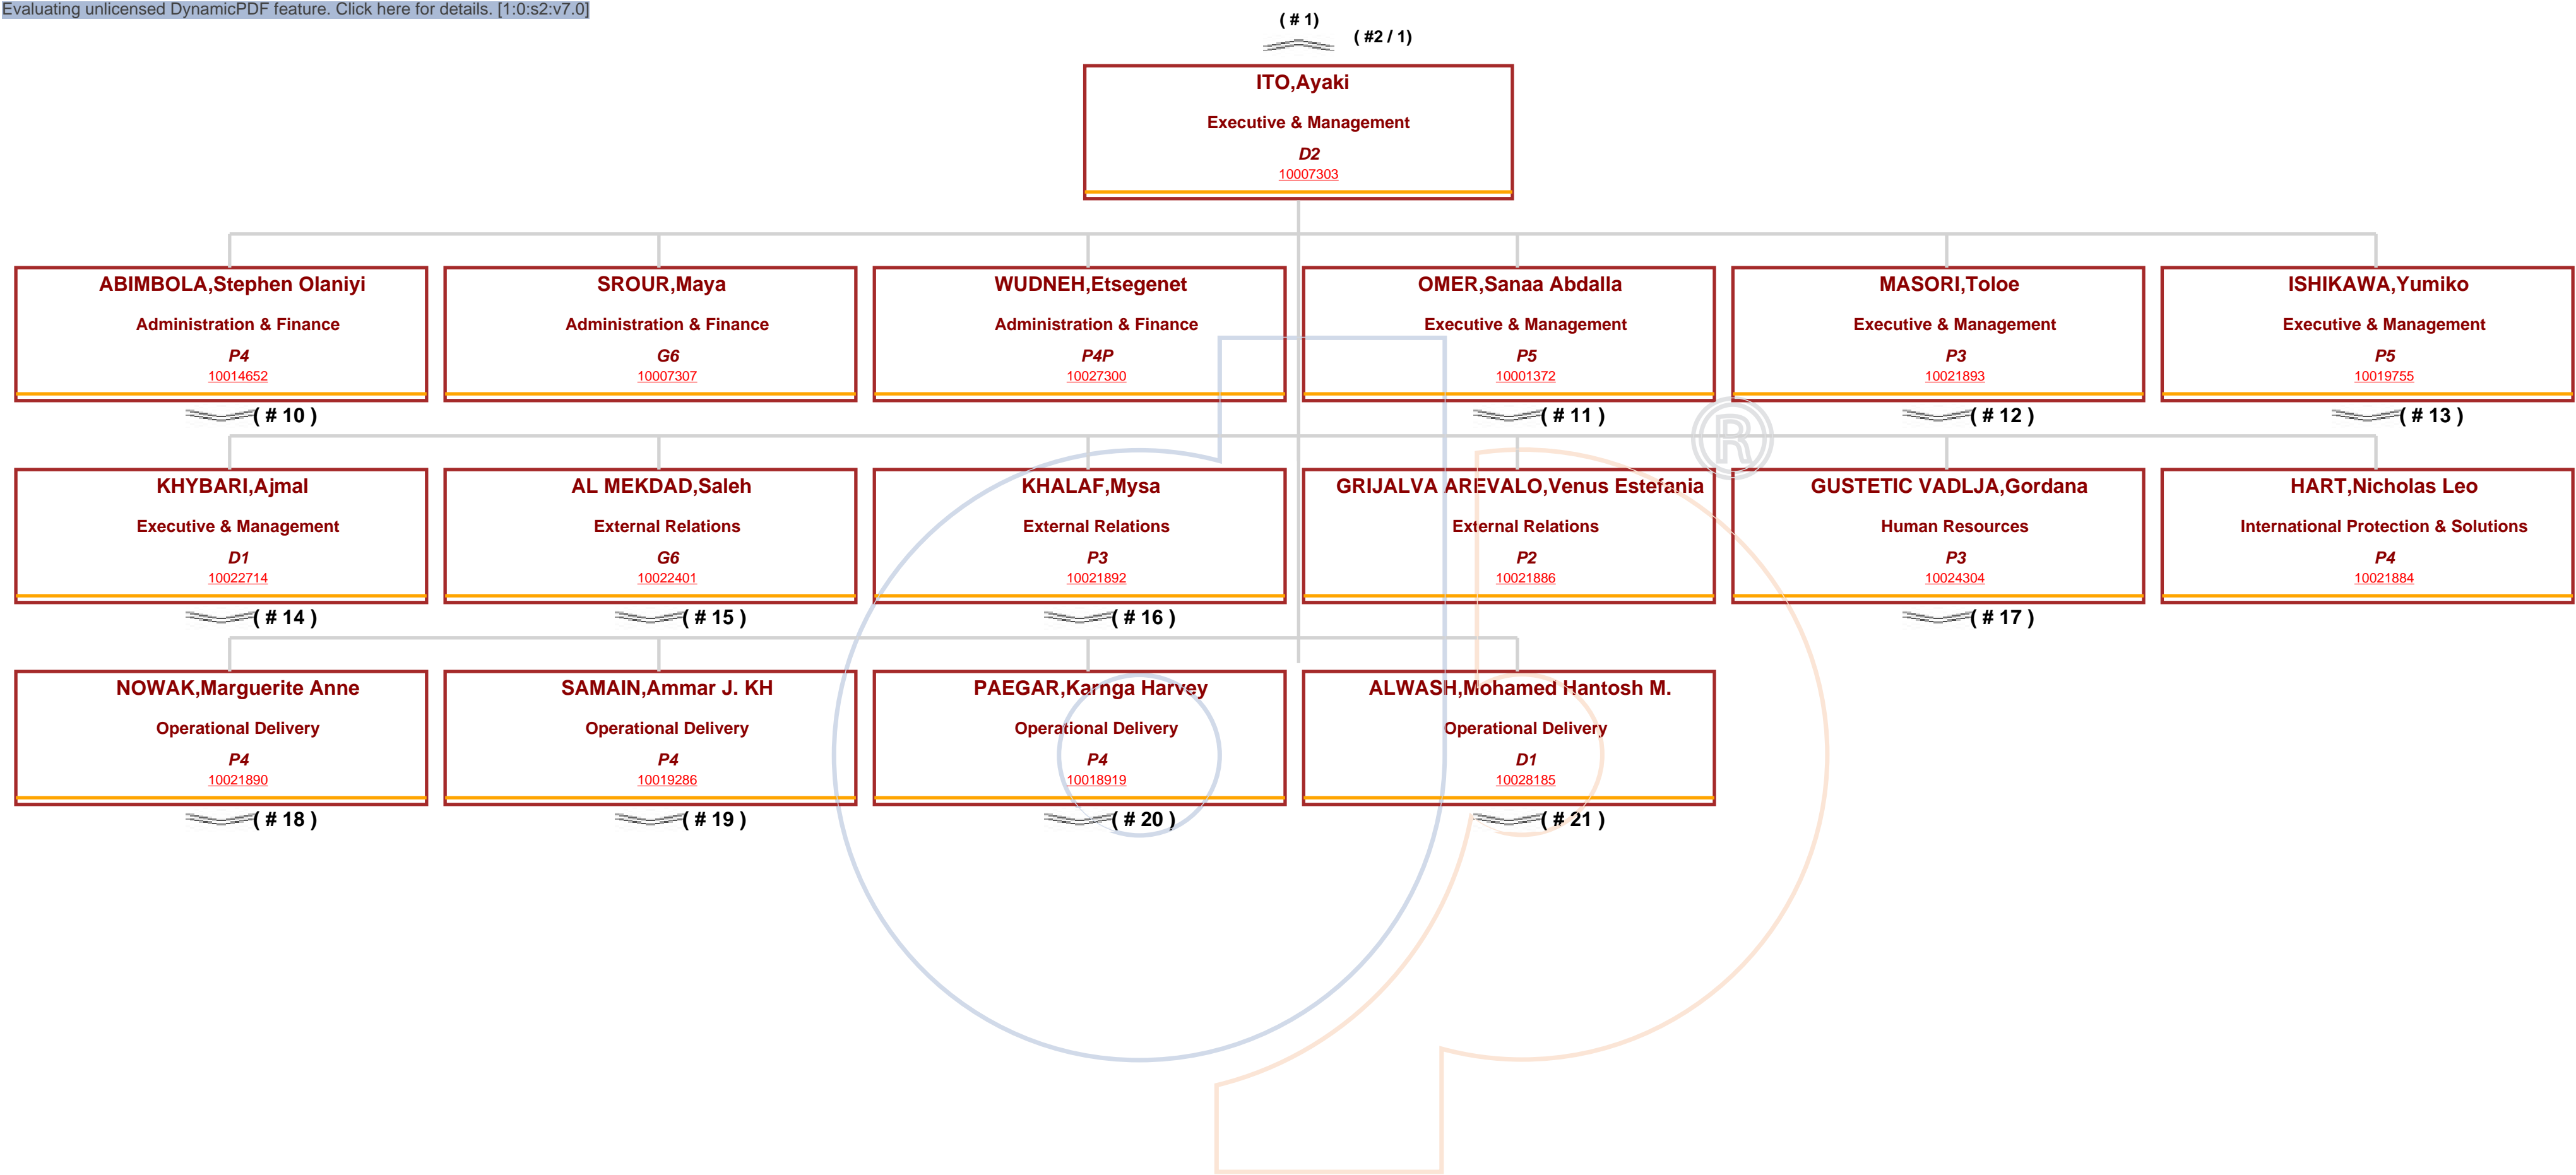 Evaluating unlicensed DynamicPDF feature. Click here for details. [1:0:s2:v7.0]
( # 1)
( #2 / 1)
ITO,Ayaki
Executive & Management
D2
10007303
ABIMBOLA,Stephen Olaniyi
Administration & Finance
P4
10014652
( # 10 )
SROUR,Maya
Administration & Finance
G6
10007307
WUDNEH,Etsegenet
Administration & Finance
P4P
10027300
OMER,Sanaa Abdalla
Executive & Management
P5
10001372
( # 11 )
MASORI,Toloe
Executive & Management
P3
10021893
( # 12 )
ISHIKAWA,Yumiko
Executive & Management
P5
10019755
( # 13 )
KHYBARI,Ajmal
Executive & Management
D1
10022714
( # 14 )
AL MEKDAD,Saleh
External Relations
G6
10022401
( # 15 )
KHALAF,Mysa
External Relations
P3
10021892
( # 16 )
GRIJALVA AREVALO,Venus Estefania
External Relations
P2
10021886
GUSTETIC VADLJA,Gordana
Human Resources
P3
10024304
( # 17 )
HART,Nicholas Leo
International Protection & Solutions
P4
10021884
NOWAK,Marguerite Anne
Operational Delivery
P4
10021890
( # 18 )
SAMAIN,Ammar J. KH
Operational Delivery
P4
10019286
( # 19 )
PAEGAR,Karnga Harvey
Operational Delivery
P4
10018919
( # 20 )
ALWASH,Mohamed Hantosh M.
Operational Delivery
D1
10028185
( # 21 )
®